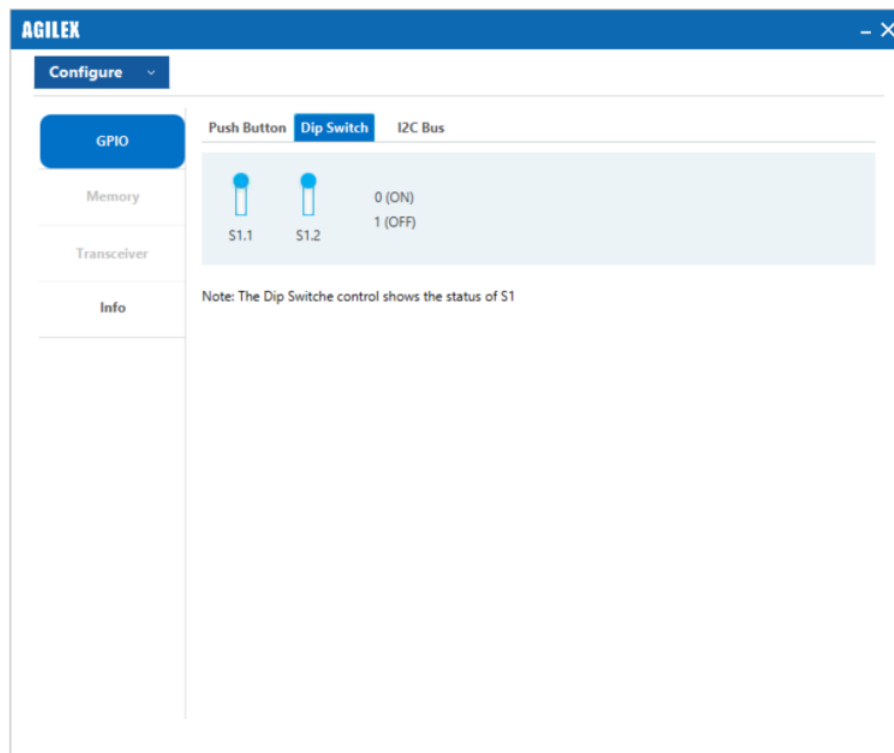 AGILEX
Configure
GPIO
Memory
Transceiver
Info
Push Button Dip Switch I2C Bus
0 (ON)
1 (OFF)
S1.1 S1.2
Note: The Dip Switche control shows the status of S1